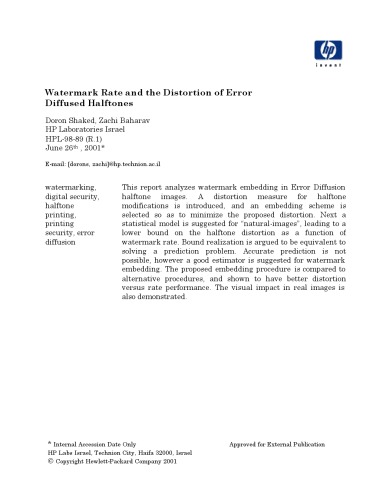 hp
invent
Watermark Rate and the Distortion of Error
Diffused Halftones
Doron Shaked, Zachi Baharav
HP Laboratories Israel
HPL-98-89 (R.1)
June 26th , 2001*
E-mail: [dorons, zachi]@hp.technion.ac.il
watermarking,
digital security,
halftone
printing,
printing
security, error
diffusion
This report analyzes watermark embedding in Error Diffusion
halftone images. A distortion measure for halftone
modifications is introduced, and an embedding scheme is
selected so as to minimize the proposed distortion. Next a
statistical model is suggested for "natural-images", leading to a
lower bound on the halftone distortion as a function of
watermark rate. Bound realization is argued to be equivalent to
solving a prediction problem. Accurate prediction is not
possible, however a good estimator is suggested for watermark
embedding. The proposed embedding procedure is compared to
alternative procedures, and shown to have better distortion
versus rate performance. The visual impact in real images is
also demonstrated.
* Internal Accession Date Only
Approved for External Publication
HP Labs Israel, Technion City, Haifa 32000, Israel
© Copyright Hewlett-Packard Company 2001